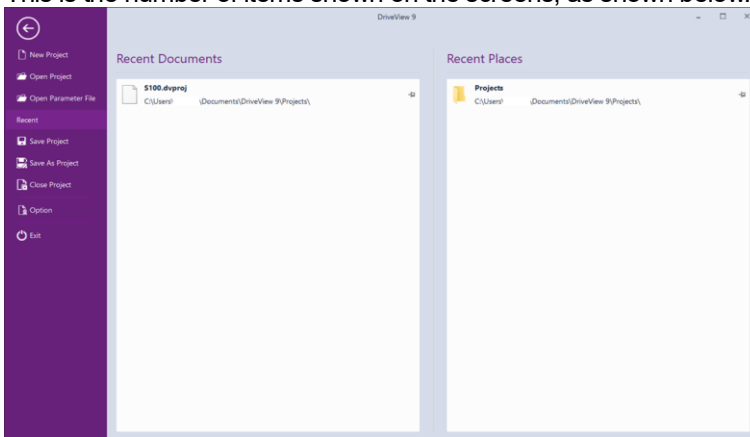 This is the number of items shown on the screens, as shown below.
DriveView 9
New Project
Open Project
Open Parameter File
Recent
Save Project
Save As Project
Close Project
Option
Exit
Recent Documents
S100.dvproj
C:\Users\ \Documents\DriveView 9\Projects\
Recent Places
Projects
C:\Users\ \Documents\DriveView 9\Projects\